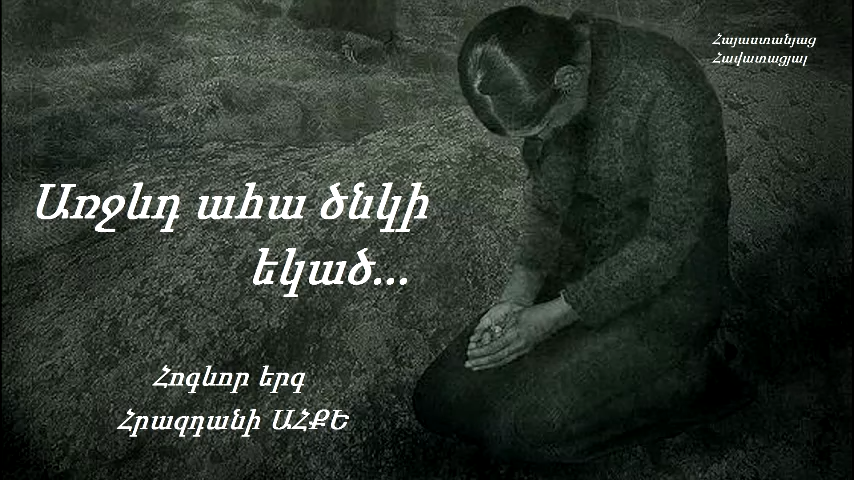 Հայաստանյաց
Հավատացյալ
Առջևդ ահա ծնկի
եկած...
Հոգևոր երգ
Հրազդանի ԱՀՔԵ